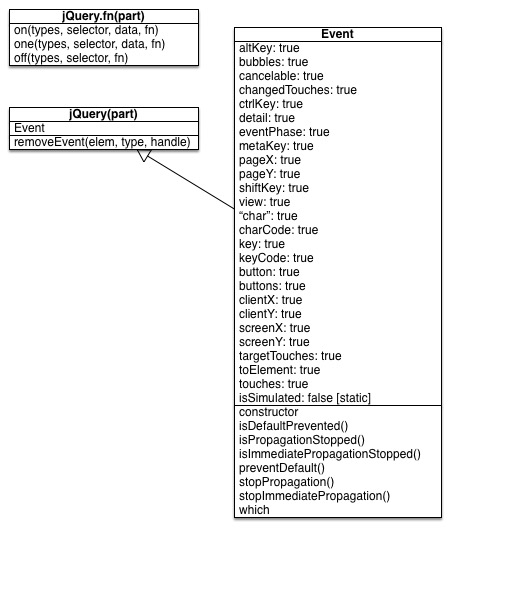 jQuery.fn(part)
on(types, selector, data, fn)
one(types, selector, data, fn)
off(types, selector, fn)
jQuery(part)
Event
removeEvent(elem, type, handle)
Event
altKey: true
bubbles: true
cancelable: true
changedTouches: true
ctrlKey: true
detail: true
eventPhase: true
metaKey: true
pageX: true
pageY: true
shiftKey: true
view: true
“char”: true
charCode: true
key: true
keyCode: true
button: true
buttons: true
clientX: true
clientY: true
screenX: true
screenY: true
targetTouches: true
toElement: true
touches: true
isSimulated: false [static]
constructor
isDefaultPrevented()
isPropagationStopped()
isImmediatePropagationStopped()
preventDefault()
stopPropagation()
stopImmediatePropagation()
which